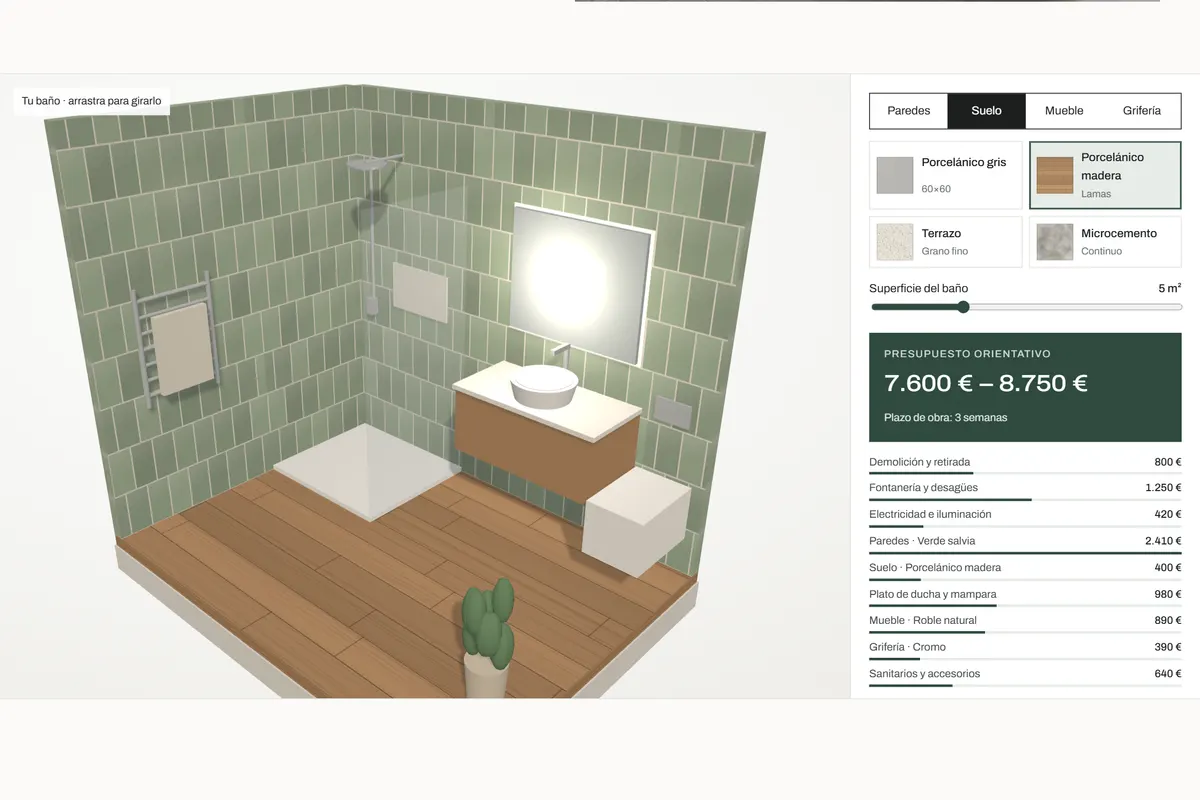 Tu baño · arrastra para girarlo
Paredes
Suelo
Mueble
Grifería
Porcelánico gris
60×60
Porcelánico
madera
Lamas
Terrazo
Grano fino
Microcemento
Continuo
Superficie del baño
5 m²
PRESUPUESTO ORIENTATIVO
7.600 € – 8.750 €
Plazo de obra: 3 semanas
Demolición y retirada 800 €
Fontanería y desagües 1.250 €
Electricidad e iluminación 420 €
Paredes · Verde salvia 2.410 €
Suelo · Porcelánico madera 400 €
Plato de ducha y mampara 980 €
Mueble · Roble natural 890 €
Grifería · Cromo 390 €
Sanitarios y accesorios 640 €